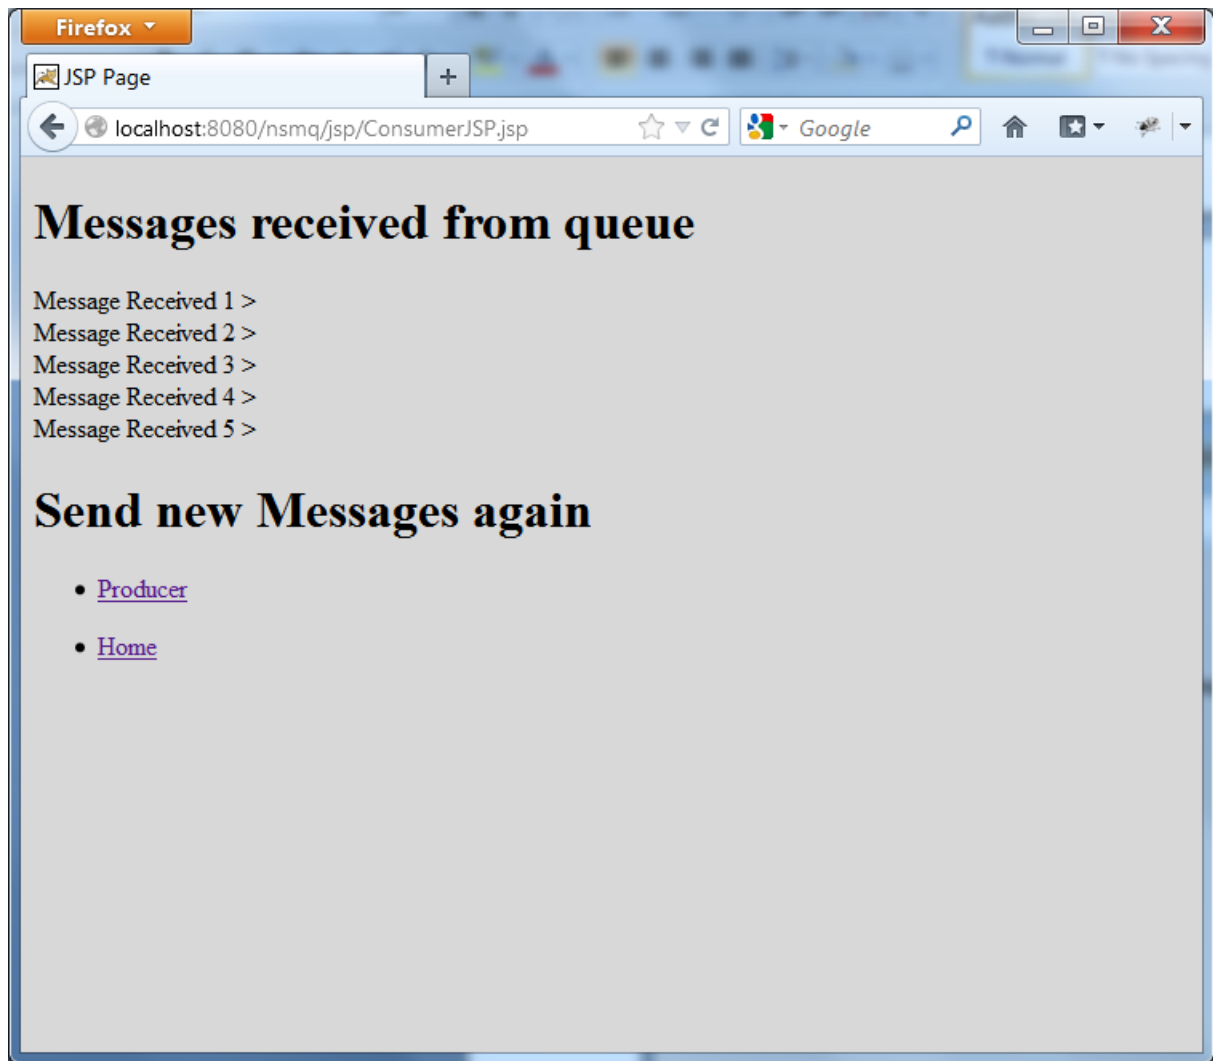 Firefox
JSP Page
localhost:8080/nsmq/jsp/ConsumerJSP.jsp
Google
Messages received from queue
Message Received 1 >
Message Received 2 >
Message Received 3 >
Message Received 4 >
Message Received 5 >
Send new Messages again
Producer
Home